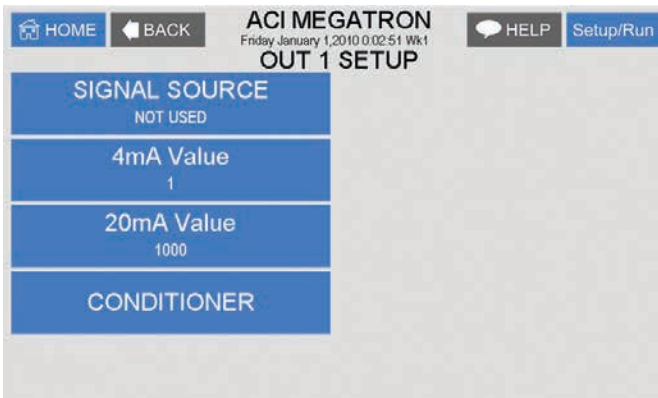 HOME
BACK
ACI MEGATRON
Friday January 1,2010 0:02:51 Wk1
OUT 1 SETUP
HELP
Setup/Run
SIGNAL SOURCE
NOT USED
4mA Value
1
20mA Value
1000
CONDITIONER